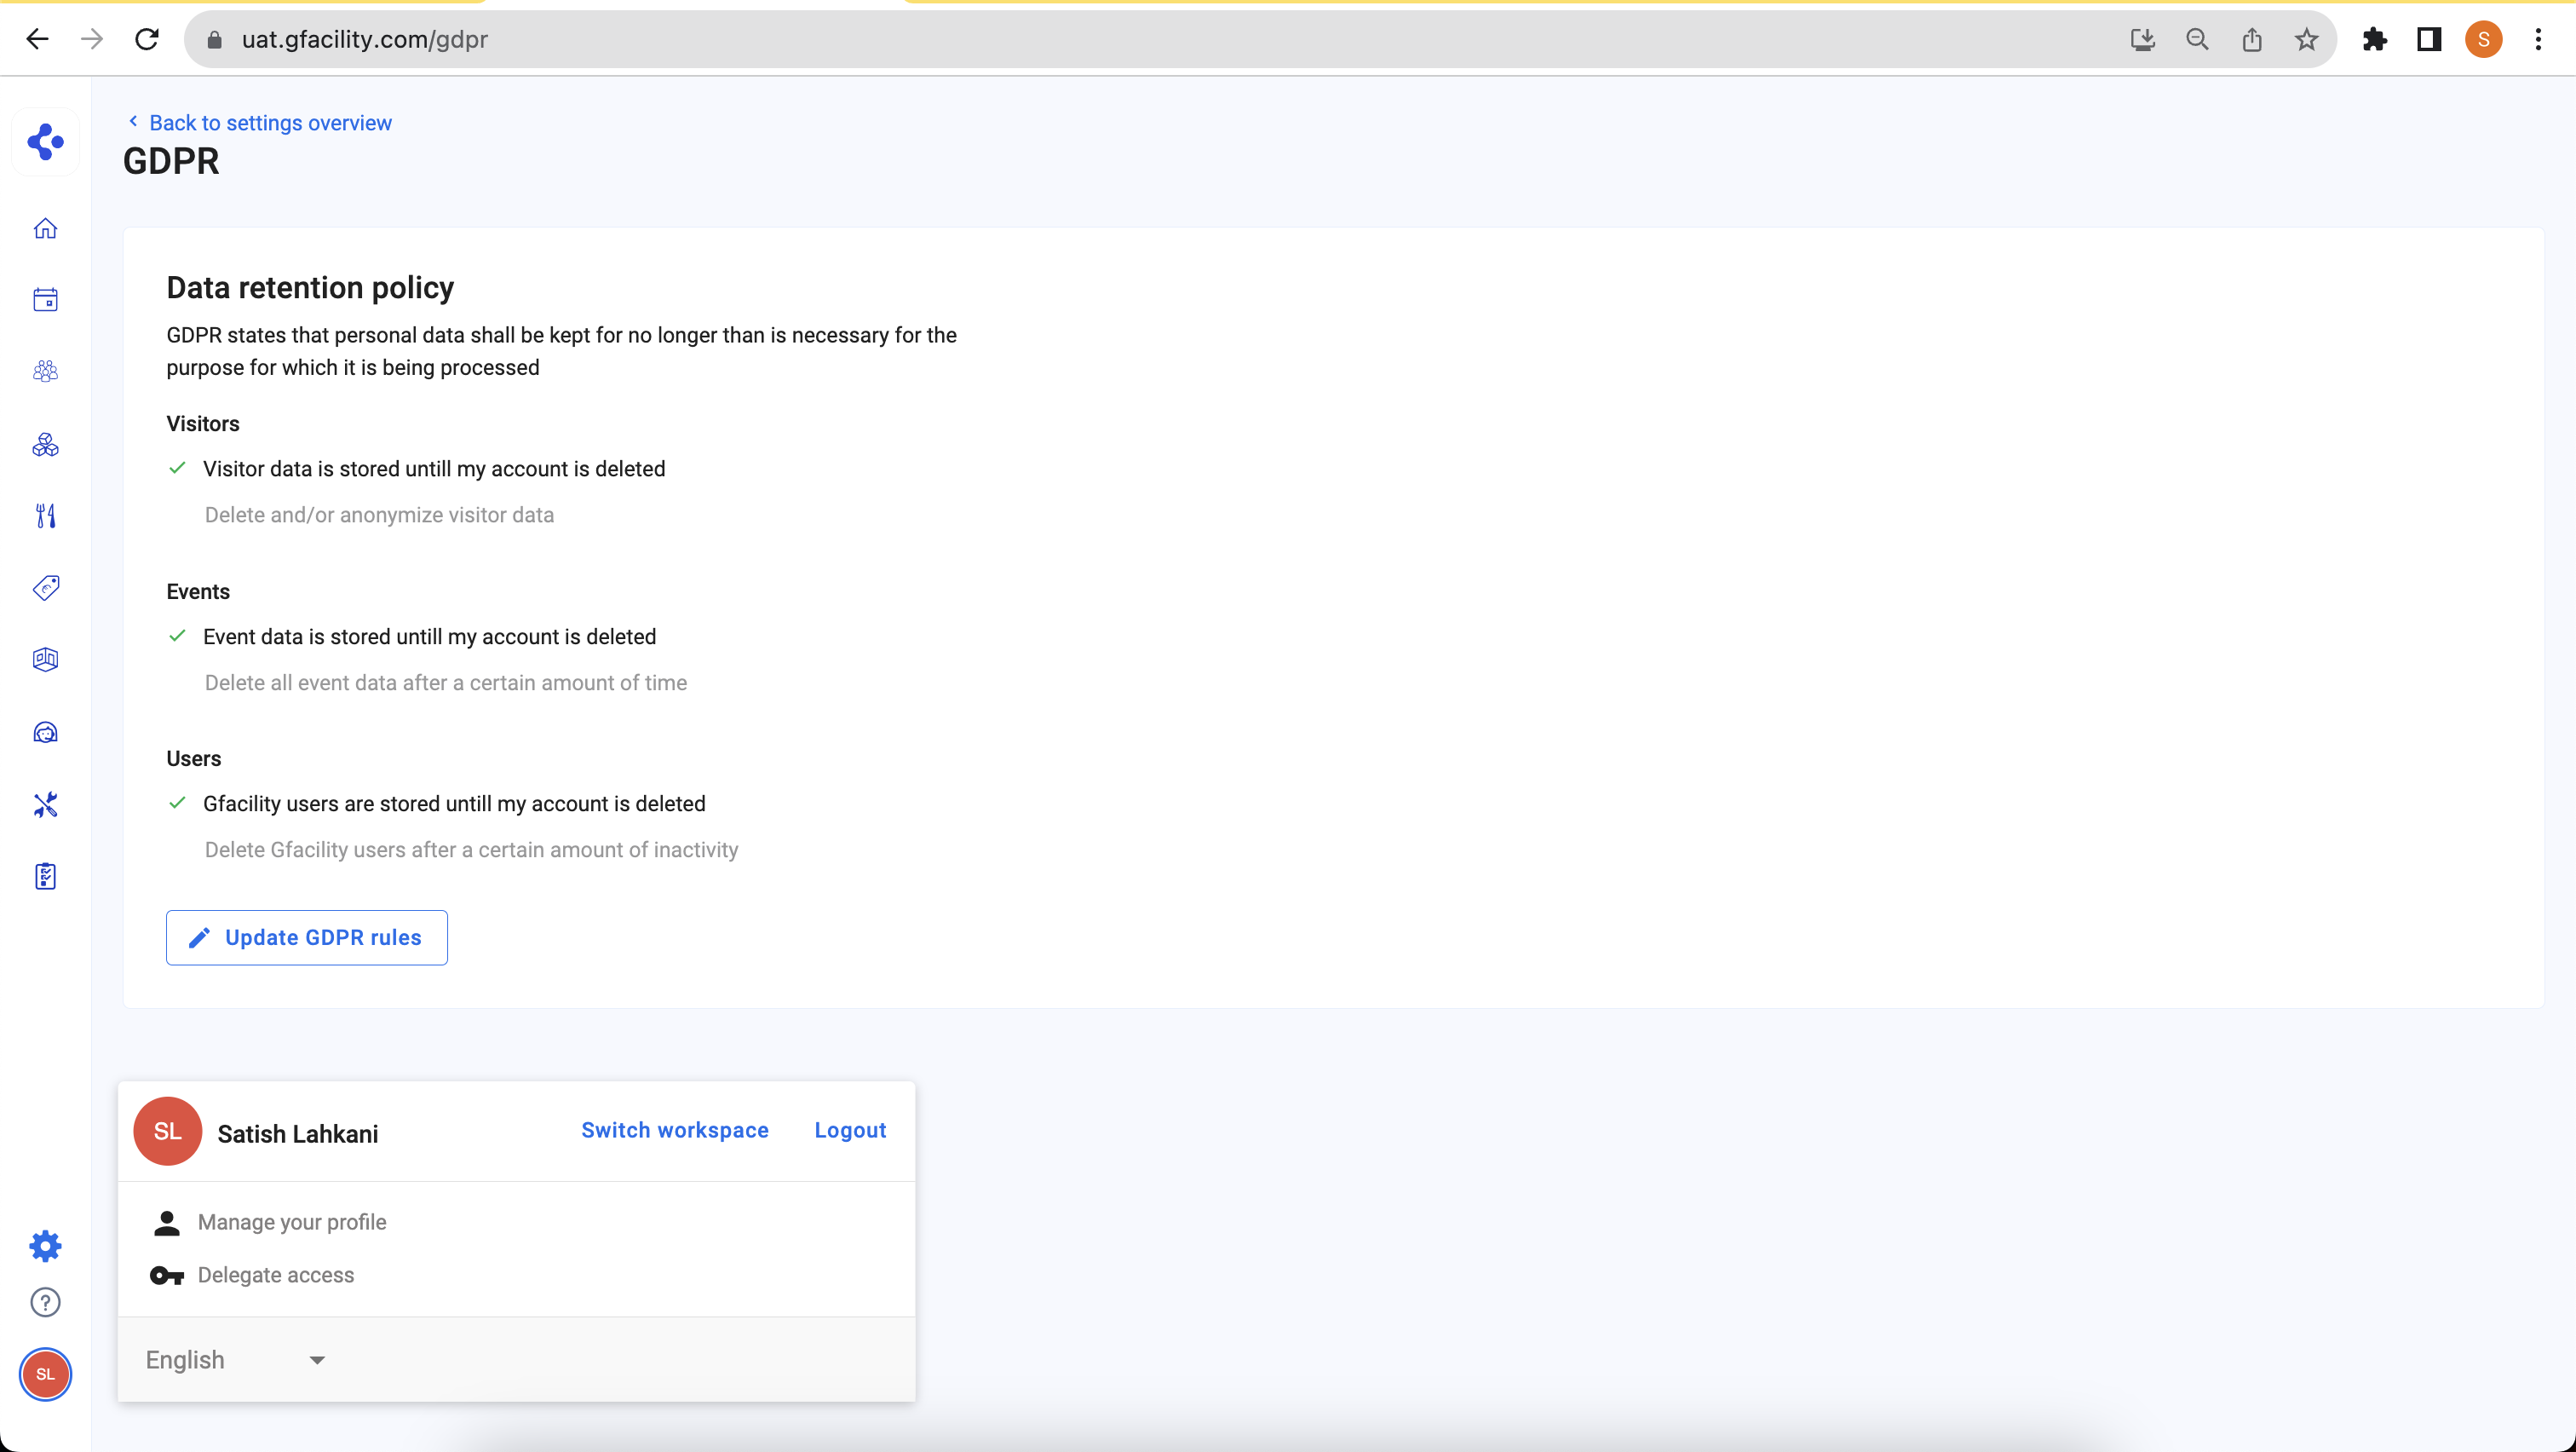 uat.gfacility.com/gdpr
S
Back to settings overview
GDPR
Data retention policy
GDPR states that personal data shall be kept for no longer than is necessary for the
purpose for which it is being processed
Visitors
Visitor data is stored untill my account is deleted
Delete and/or anonymize visitor data
Events
Event data is stored untill my account is deleted
Delete all event data after a certain amount of time
Users
Gfacility users are stored untill my account is deleted
Delete Gfacility users after a certain amount of inactivity
Update GDPR rules
SL Satish Lahkani Switch workspace Logout
Manage your profile
Delegate access
English
SL